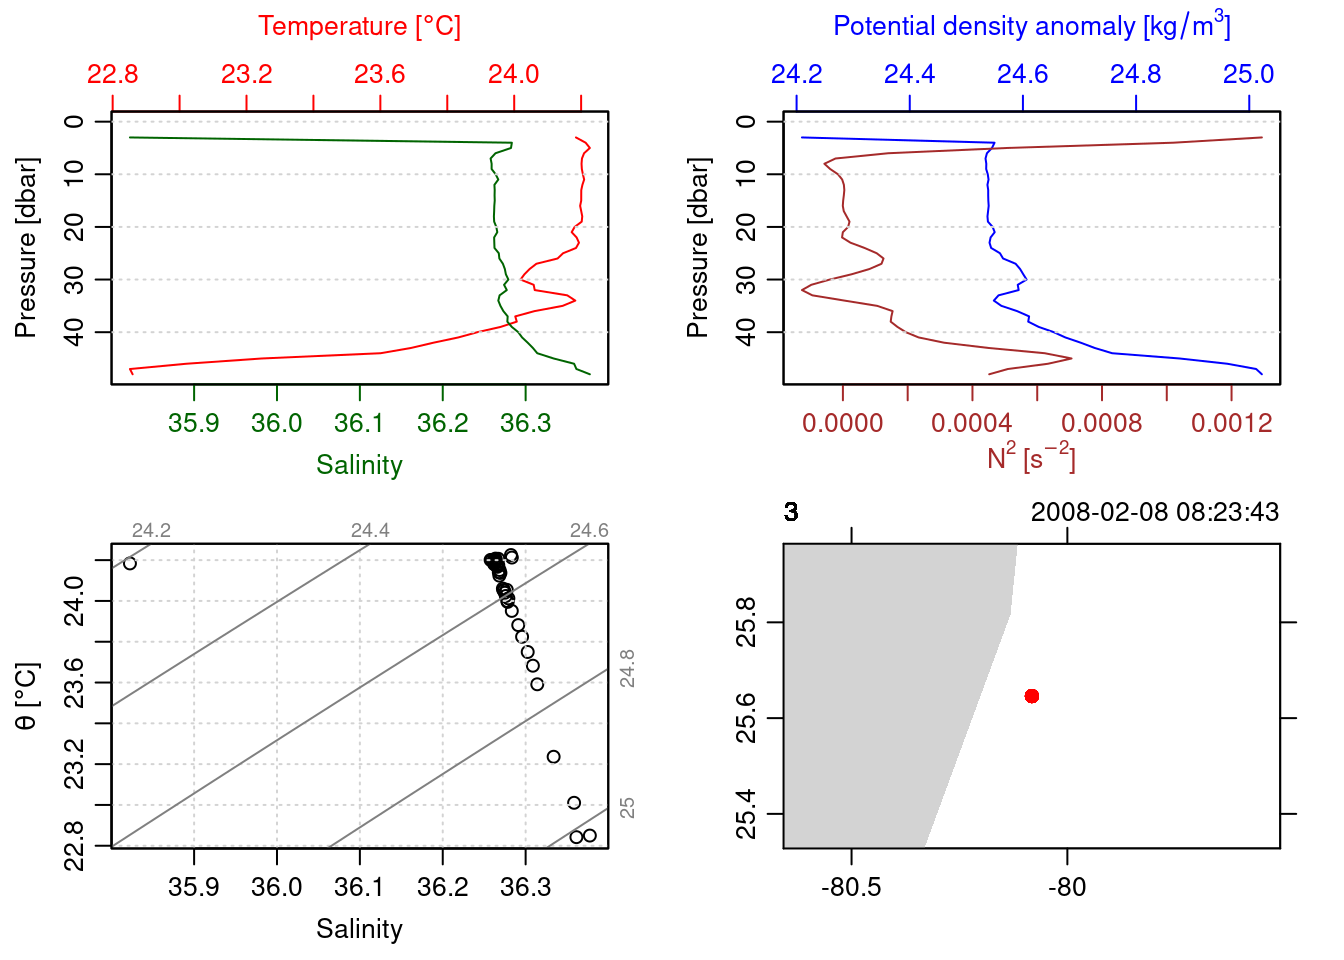 Temperature [°C]
22.8 23.2 23.6 24.0
Pressure [dbar]
0 10 20 30 40
35.9 36.0 36.1 36.2 36.3
Salinity
Potential density anomaly [kg/m³]
24.2 24.4 24.6 24.8 25.0
Pressure [dbar]
0 10 20 30 40
0.0000 0.0004 0.0008 0.0012
N² [s⁻²]
24.2 24.4 24.6
24.8
25
θ [°C]
24.0 23.6 23.2 22.8
35.9 36.0 36.1 36.2 36.3
Salinity
3 2008-02-08 08:23:43
25.8 25.6 25.4
-80.5 -80